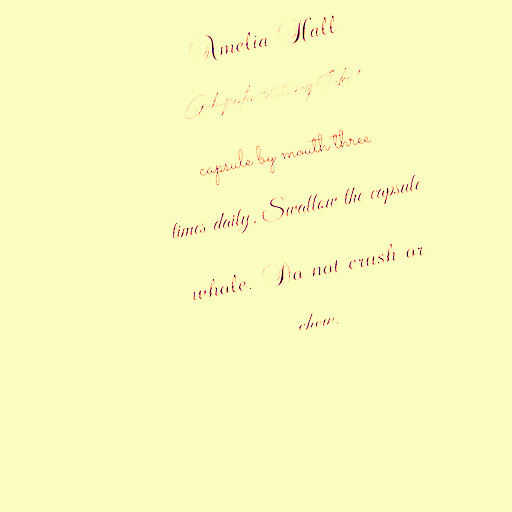 Amelia Hall
300mg Take 1
capsule by mouth three
times daily. Swallow the capsule
whole. Do not crush or
chew.